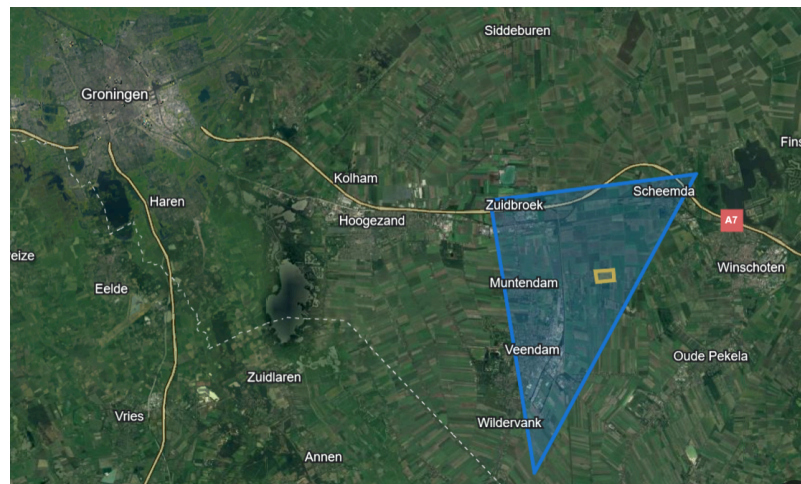 Siddeburen
Groningen
Fins
Kolham
Scheemda
Haren
Zuidbroek
Hoogezand
A7
eize
Winschoten
Eelde
Muntendam
Veendam
Oude Pekela
Zuidlaren
Vries
Wildervank
Annen